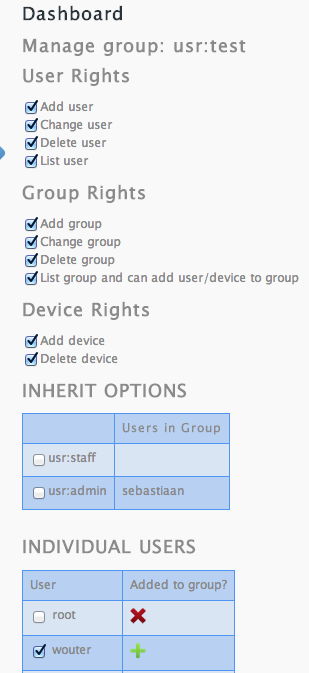 Dashboard
Manage group: usr:test
User Rights
Add user
Change user
Delete user
List user
Group Rights
Add group
Change group
Delete group
List group and can add user/device to group
Device Rights
Add device
Delete device
INHERIT OPTIONS
Users in Group
usr:staff
usr:admin sebastiaan
INDIVIDUAL USERS
User Added to group?
root
wouter